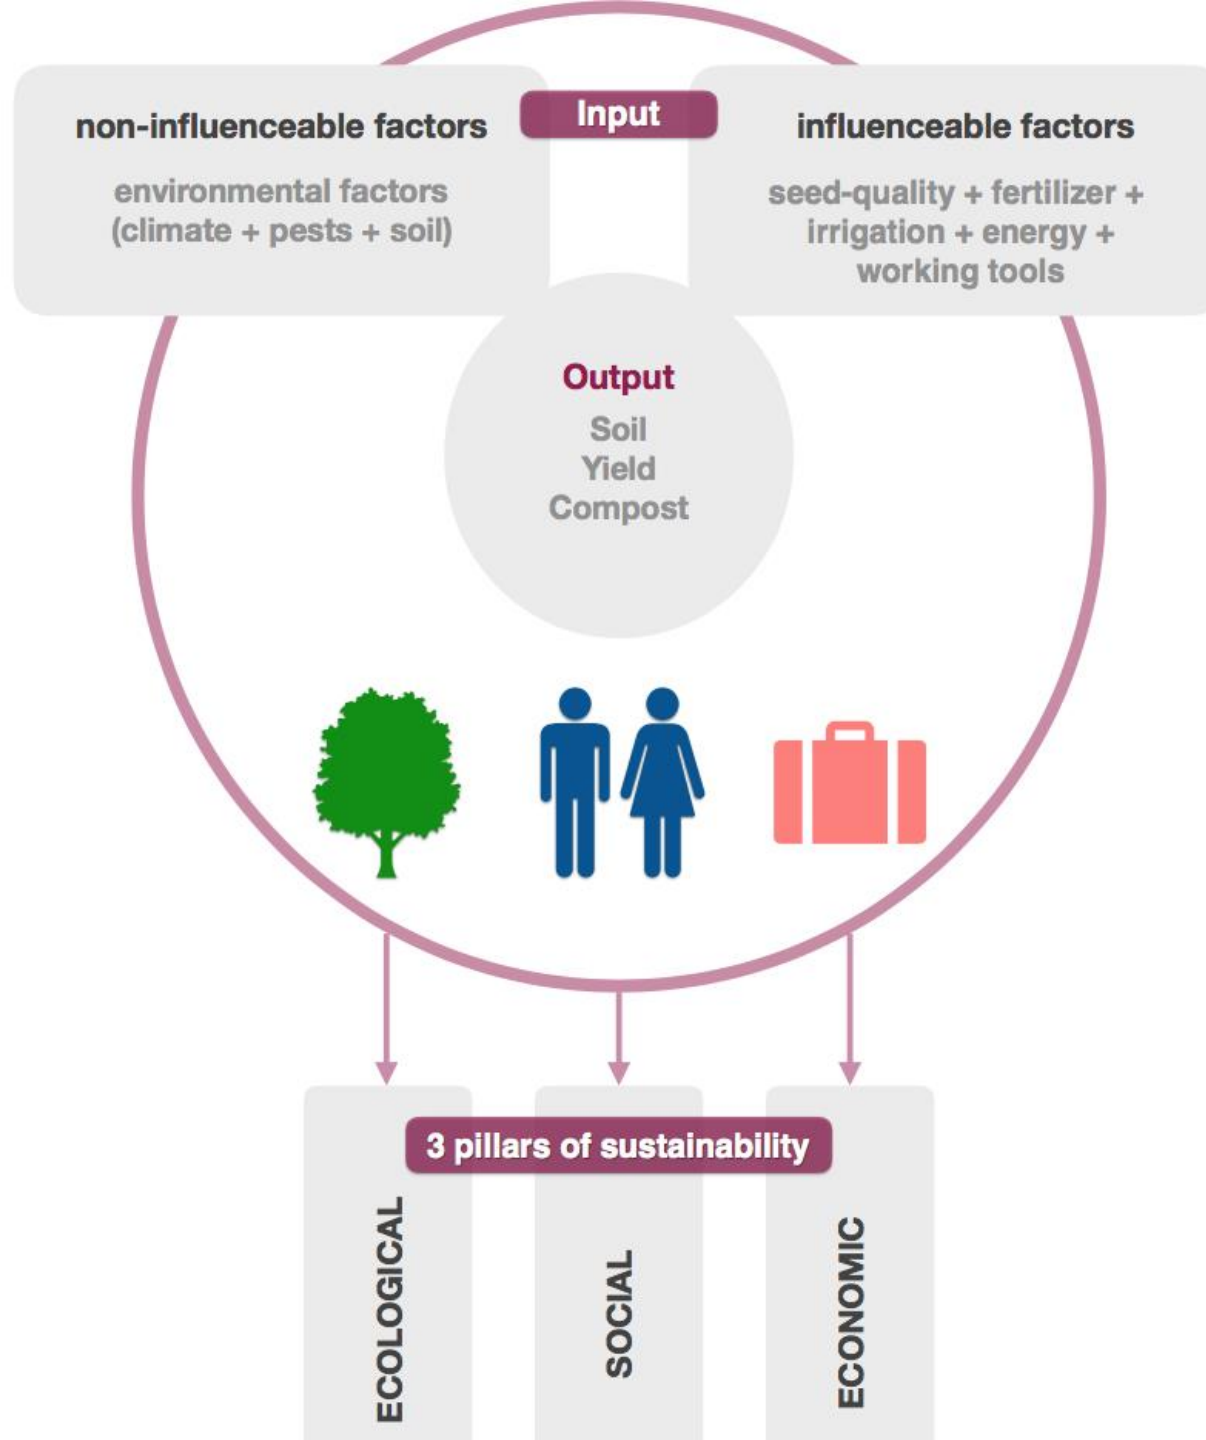 Input
non-influenceable factors
environmental factors
(climate + pests + soil)
influenceable factors
seed-quality + fertilizer +
irrigation + energy +
working tools
Output
Soil
Yield
Compost
3 pillars of sustainability
ECOLOGICAL
SOCIAL
ECONOMIC